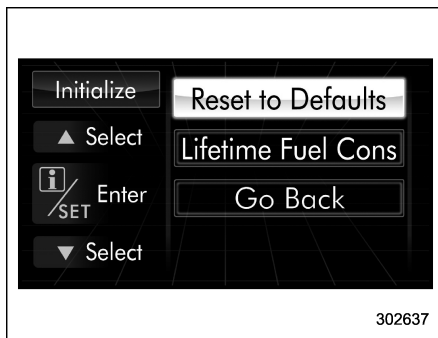 Initialize
▲ Select
i/SET Enter
▼ Select
Reset to Defaults
Lifetime Fuel Cons
Go Back
302637